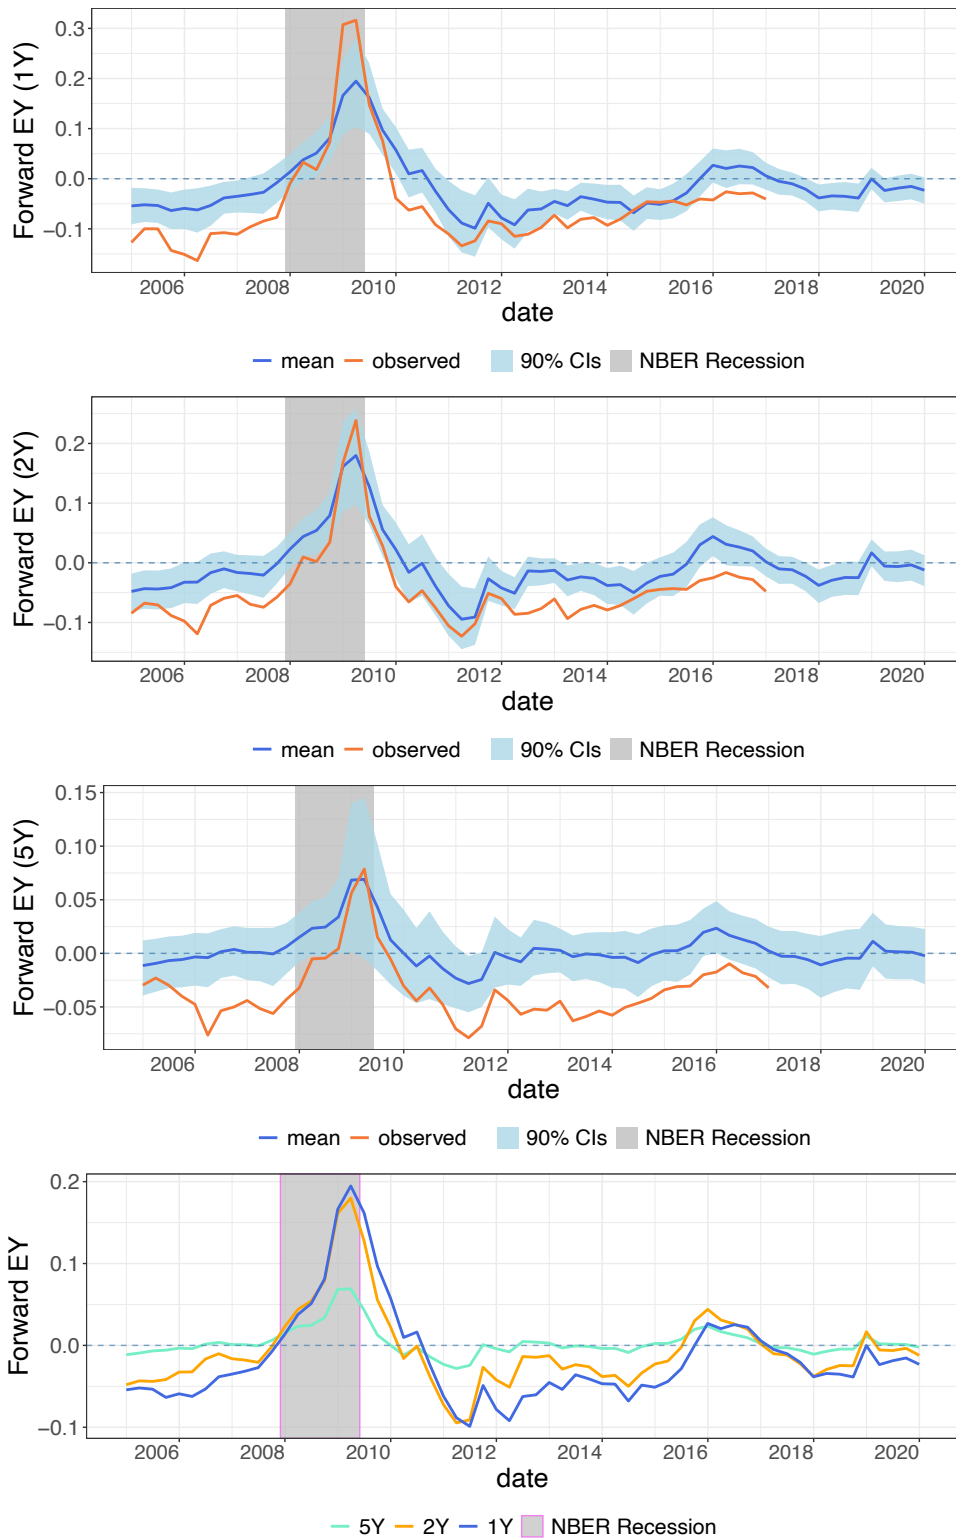 Forward EY (1Y)
0.3
0.2
0.1
0.0
−0.1
2006 2008 2010 2012 2014 2016 2018 2020
date
mean observed 90% CIs NBER Recession
Forward EY (2Y)
0.2
0.1
0.0
−0.1
2006 2008 2010 2012 2014 2016 2018 2020
date
mean observed 90% CIs NBER Recession
Forward EY (5Y)
0.15
0.10
0.05
0.00
−0.05
2006 2008 2010 2012 2014 2016 2018 2020
date
mean observed 90% CIs NBER Recession
Forward EY
0.2
0.1
0.0
−0.1
2006 2008 2010 2012 2014 2016 2018 2020
date
5Y 2Y 1Y NBER Recession